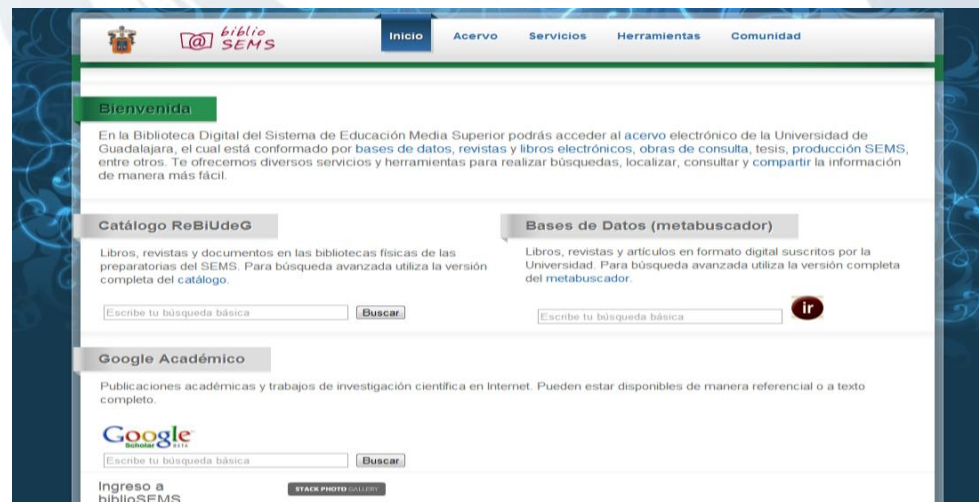 biblio
SEMS
Inicio Acervo Servicios Herramientas Comunidad
Bienvenida
En la Biblioteca Digital del Sistema de Educación Media Superior podrás acceder al acervo electrónico de la Universidad de
Guadalajara, el cual está conformado por bases de datos, revistas y libros electrónicos, obras de consulta, tesis, producción SEMS,
entre otros. Te ofrecemos diversos servicios y herramientas para realizar búsquedas, localizar, consultar y compartir la información
de manera más fácil.
Catálogo ReBiUdeG
Libros, revistas y documentos en las bibliotecas físicas de las
preparatorias del SEMS. Para búsqueda avanzada utiliza la versión
completa del catálogo.
Escribe tu búsqueda básica Buscar
Bases de Datos (metabuscador)
Libros, revistas y artículos en formato digital suscritos por la
Universidad. Para búsqueda avanzada utiliza la versión completa
del metabuscador.
Escribe tu búsqueda básica ir
Google Académico
Publicaciones académicas y trabajos de investigación científica en Internet. Pueden estar disponibles de manera referencial o a texto
completo.
Google
Scholar BETA
Escribe tu búsqueda básica Buscar
Ingreso a
biblioSEMS
STACK PHOTO GALLERY